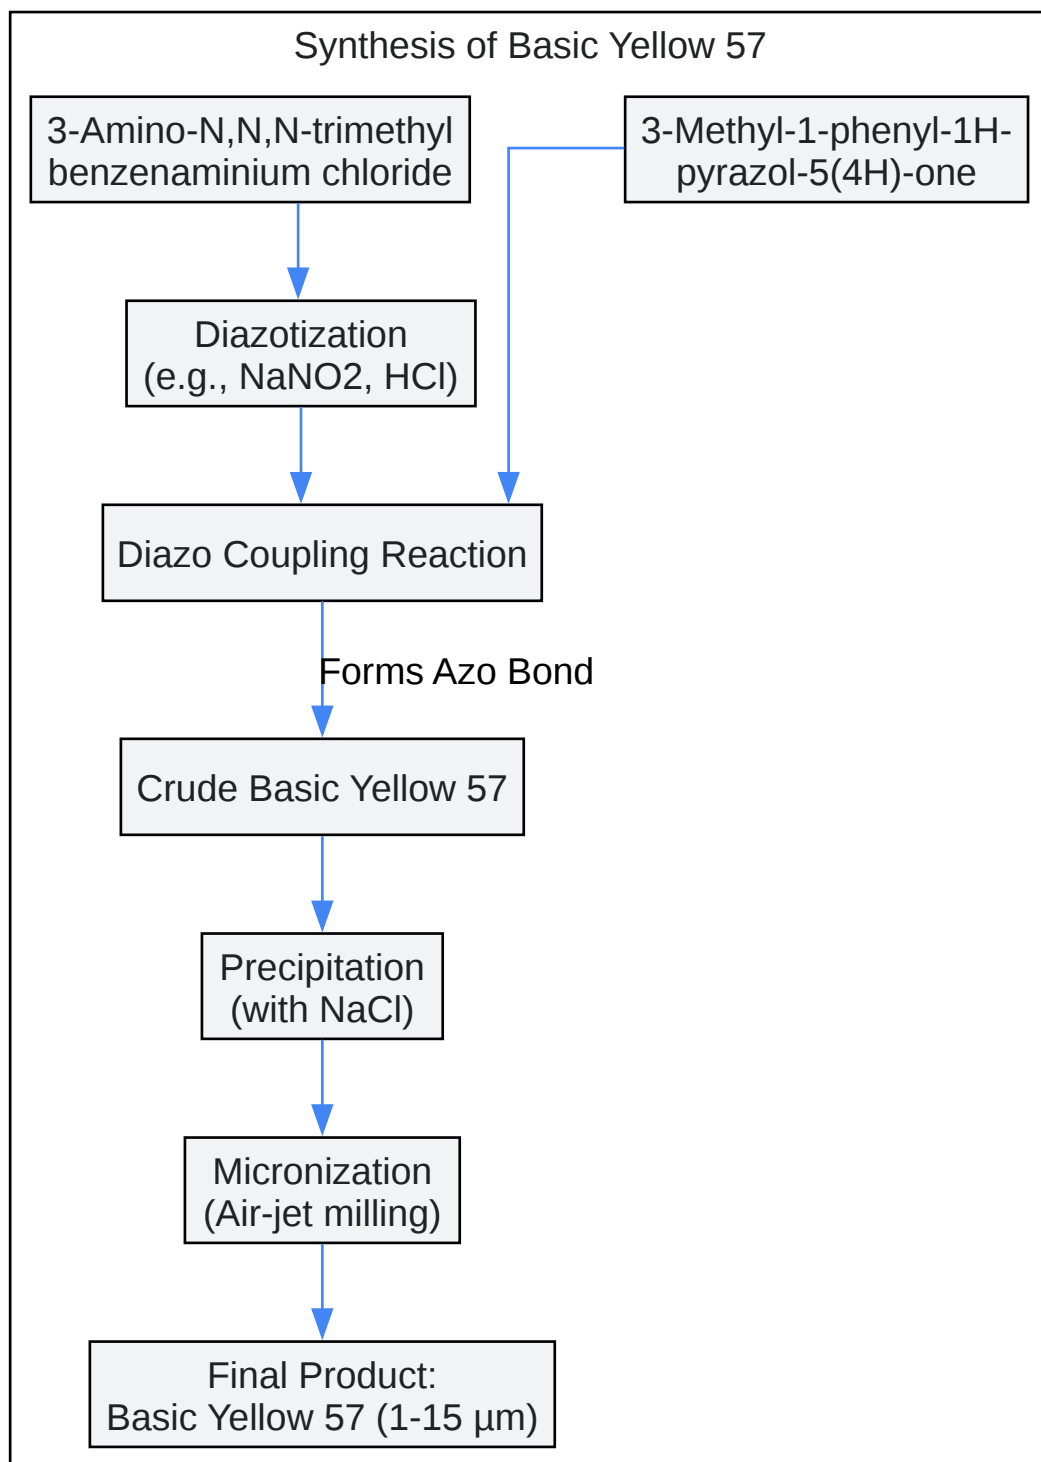 Synthesis of Basic Yellow 57
3-Amino-N,N,N-trimethyl
benzenaminium chloride
3-Methyl-1-phenyl-1H-
pyrazol-5(4H)-one
Diazotization
(e.g., NaNO2, HCl)
Diazo Coupling Reaction
Forms Azo Bond
Crude Basic Yellow 57
Precipitation
(with NaCl)
Micronization
(Air-jet milling)
Final Product:
Basic Yellow 57 (1-15 µm)